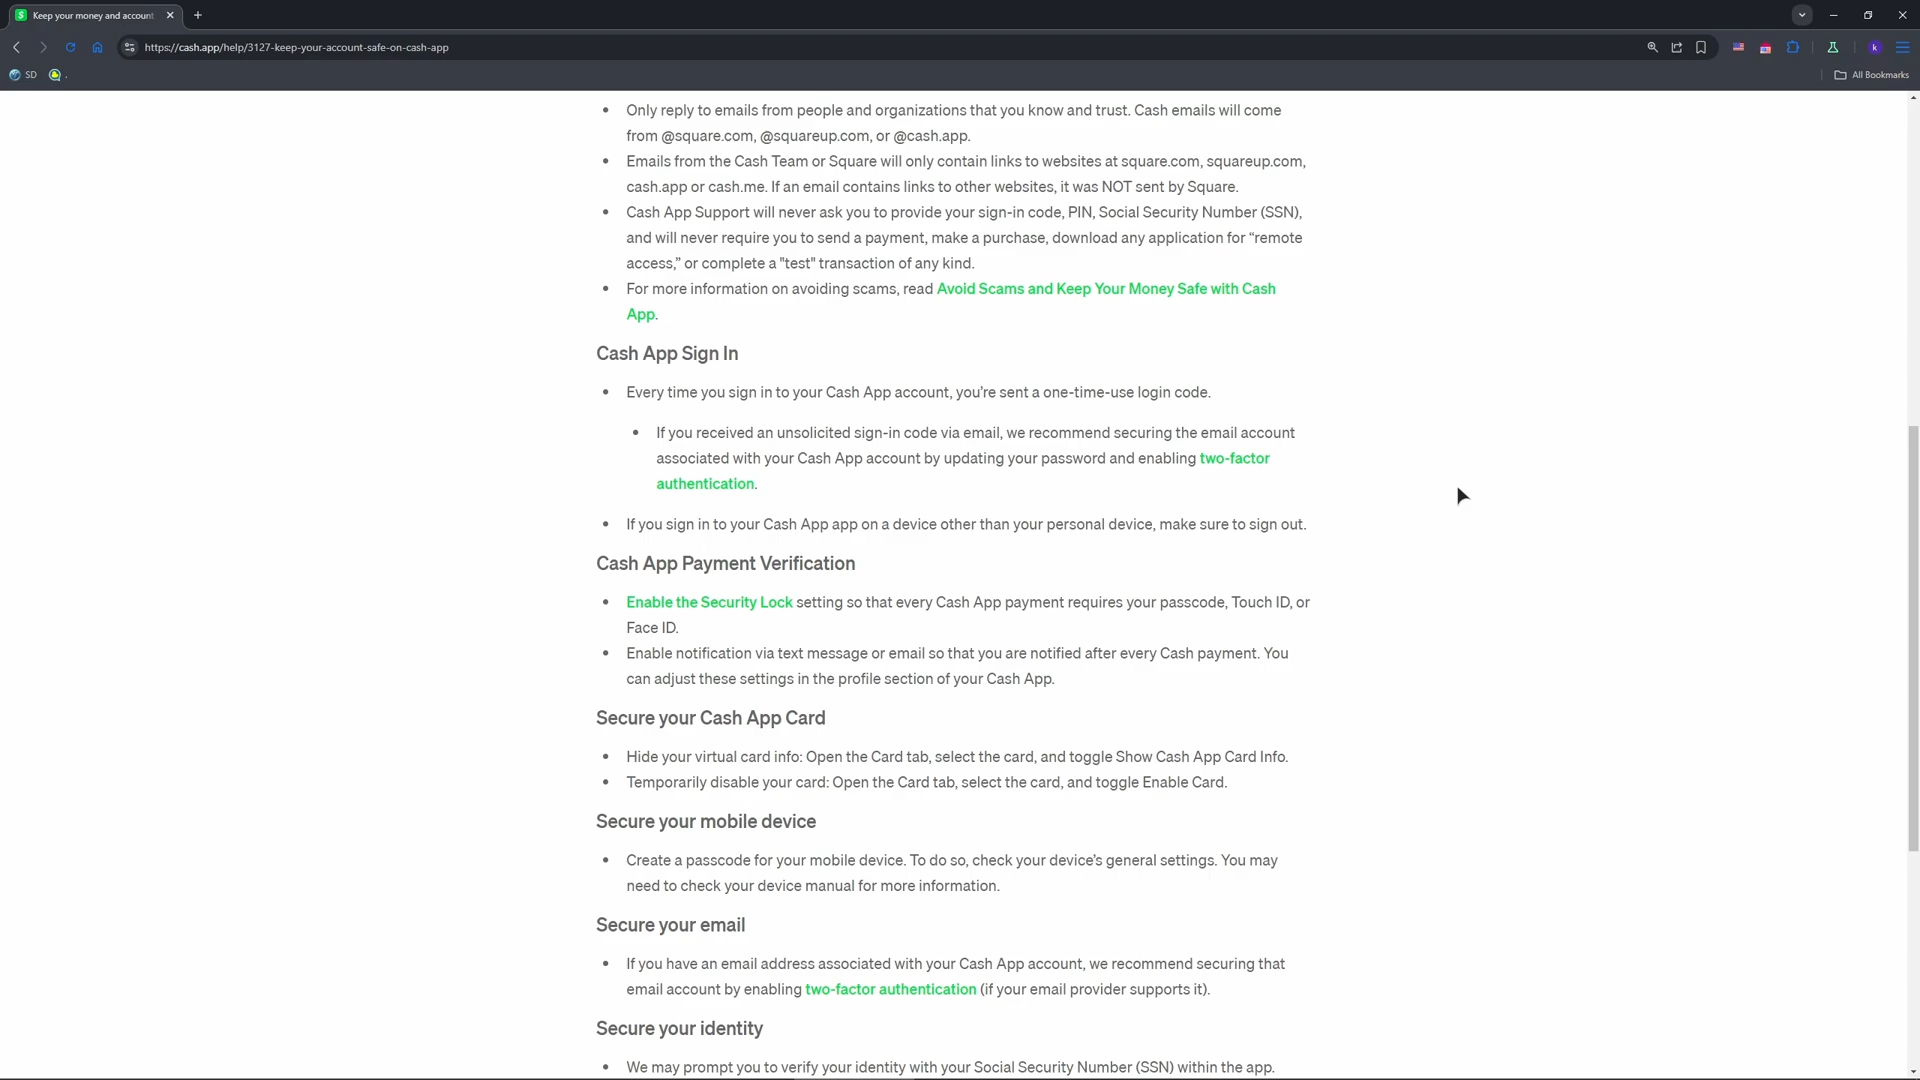 Keep your money and account
https://cash.app/help/3127-keep-your-account-safe-on-cash-app
k
SD
.
All Bookmarks
• Only reply to emails from people and organizations that you know and trust. Cash emails will come
from @square.com, @squareup.com, or @cash.app.
• Emails from the Cash Team or Square will only contain links to websites at square.com, squareup.com,
cash.app or cash.me. If an email contains links to other websites, it was NOT sent by Square.
• Cash App Support will never ask you to provide your sign-in code, PIN, Social Security Number (SSN),
and will never require you to send a payment, make a purchase, download any application for “remote
access,” or complete a "test" transaction of any kind.
• For more information on avoiding scams, read Avoid Scams and Keep Your Money Safe with Cash
App.
Cash App Sign In
• Every time you sign in to your Cash App account, you’re sent a one-time-use login code.
• If you received an unsolicited sign-in code via email, we recommend securing the email account
associated with your Cash App account by updating your password and enabling two-factor
authentication.
• If you sign in to your Cash App app on a device other than your personal device, make sure to sign out.
Cash App Payment Verification
• Enable the Security Lock setting so that every Cash App payment requires your passcode, Touch ID, or
Face ID.
• Enable notification via text message or email so that you are notified after every Cash payment. You
can adjust these settings in the profile section of your Cash App.
Secure your Cash App Card
• Hide your virtual card info: Open the Card tab, select the card, and toggle Show Cash App Card Info.
• Temporarily disable your card: Open the Card tab, select the card, and toggle Enable Card.
Secure your mobile device
• Create a passcode for your mobile device. To do so, check your device’s general settings. You may
need to check your device manual for more information.
Secure your email
• If you have an email address associated with your Cash App account, we recommend securing that
email account by enabling two-factor authentication (if your email provider supports it).
Secure your identity
• We may prompt you to verify your identity with your Social Security Number (SSN) within the app.